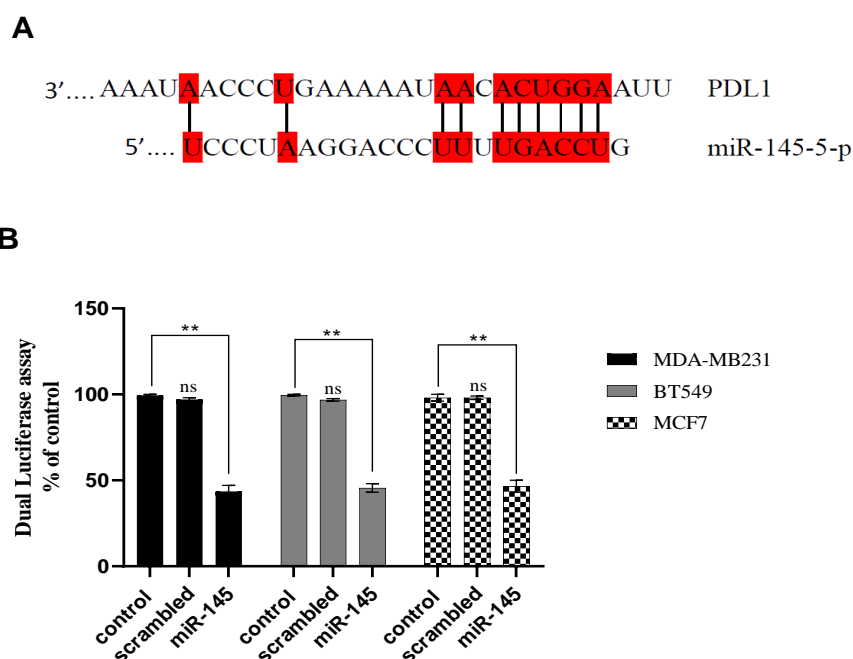 A
3’....AAAUAACCCUGAAAAAUAACACUGGAAUU PDL1
5’....UCCCUAAGGACCCUUUUGACCUG miR-145-5-p
B
Dual Luciferase assay
% of control
150
100
50
0
**
**
**
ns
ns
ns
control
scrambled
miR-145
control
scrambled
miR-145
control
scrambled
miR-145
MDA-MB231
BT549
MCF7